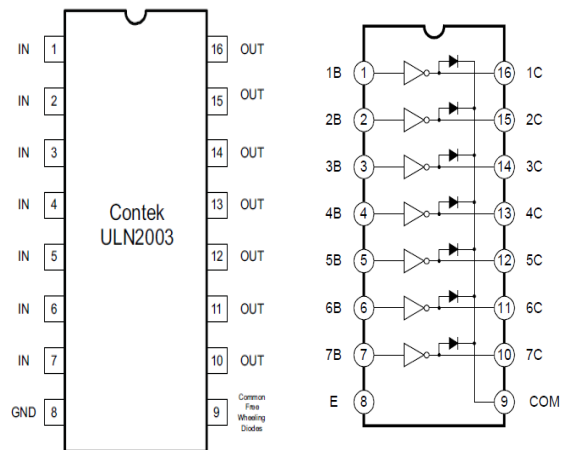 IN 1 16 OUT
IN 2 15 OUT
IN 3 14 OUT
IN 4 13 OUT
Contek
ULN2003
IN 5 12 OUT
IN 6 11 OUT
IN 7 10 OUT
GND 8 9 Common
Free
Wheeling
Diodes
1B 1 16 1C
2B 2 15 2C
3B 3 14 3C
4B 4 13 4C
5B 5 12 5C
6B 6 11 6C
7B 7 10 7C
E 8 9 COM